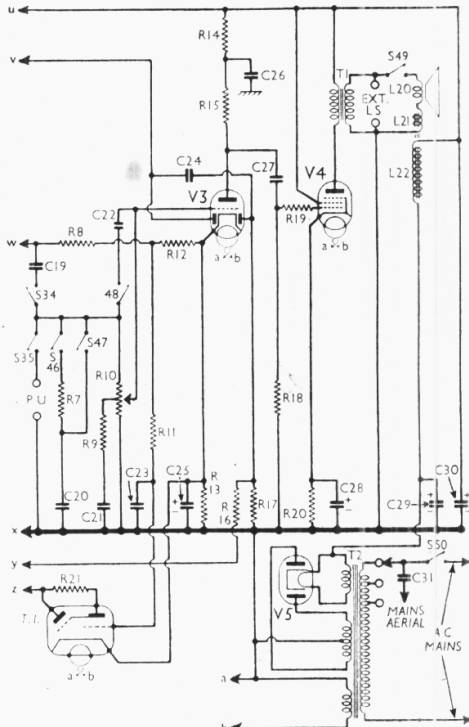 u
R14
S49
v
C26
T1
L20
EXT.
LS
R15
L21
C24
C27
V4
L22
V3
C22
R19
w
R8
R12
a b
a b
C19
S34
48
S35
S
46
S47
R10
R18
P U
R7
R11
R9
C23
C25
R
13
C28
C30
C20
C21
R
16
R17
R20
C29
x
S50
y
T2
z
R21
C31
V5
MAINS
AERIAL
A C
MAINS
T.I.
a b
a
b